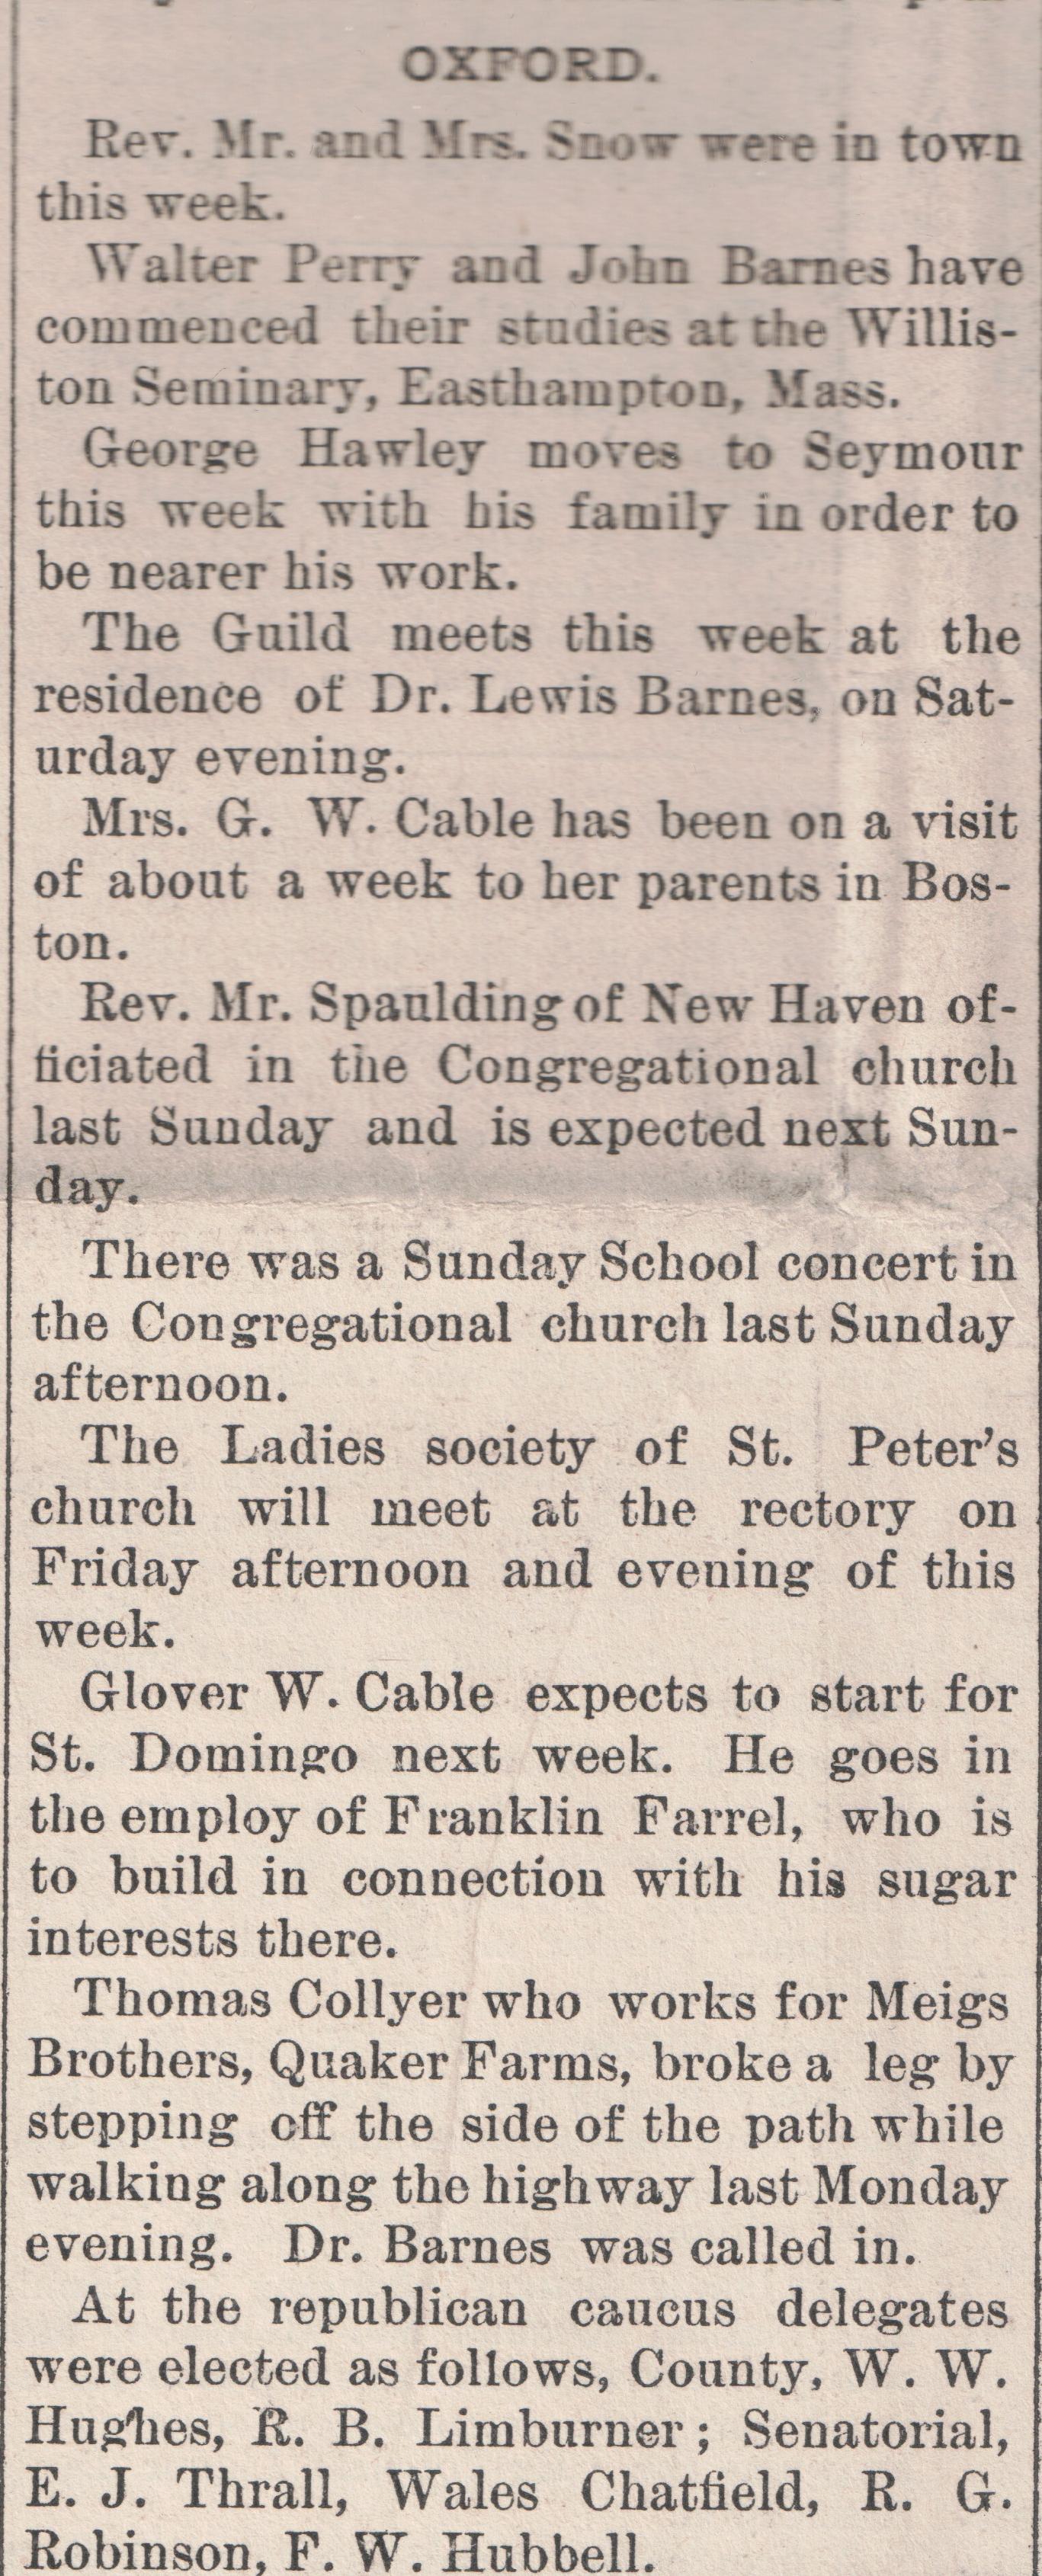 OXFORD.
Rev. Mr. and Mrs. Snow were in town
this week.
Walter Perry and John Barnes have
commenced their studies at the Willis-
ton Seminary, Easthampton, Mass.
George Hawley moves to Seymour
this week with his family in order to
be nearer his work.
The Guild meets this week at the
residence of Dr. Lewis Barnes, on Sat-
urday evening.
Mrs. G. W. Cable has been on a visit
of about a week to her parents in Bos-
ton.
Rev. Mr. Spaulding of New Haven of-
ficiated in the Congregational church
last Sunday and is expected next Sun-
day.
There was a Sunday School concert in
the Congregational church last Sunday
afternoon.
The Ladies society of St. Peter's
church will meet at the rectory on
Friday afternoon and evening of this
week.
Glover W. Cable expects to start for
St. Domingo next week. He goes in
the employ of Franklin Farrel, who is
to build in connection with his sugar
interests there.
Thomas Collyer who works for Meigs
Brothers, Quaker Farms, broke a leg by
stepping off the side of the path while
walking along the highway last Monday
evening. Dr. Barnes was called in.
At the republican caucus delegates
were elected as follows, County, W. W.
Hughes, R. B. Limburner; Senatorial,
E. J. Thrall, Wales Chatfield, R. G.
Robinson, F. W. Hubbell.